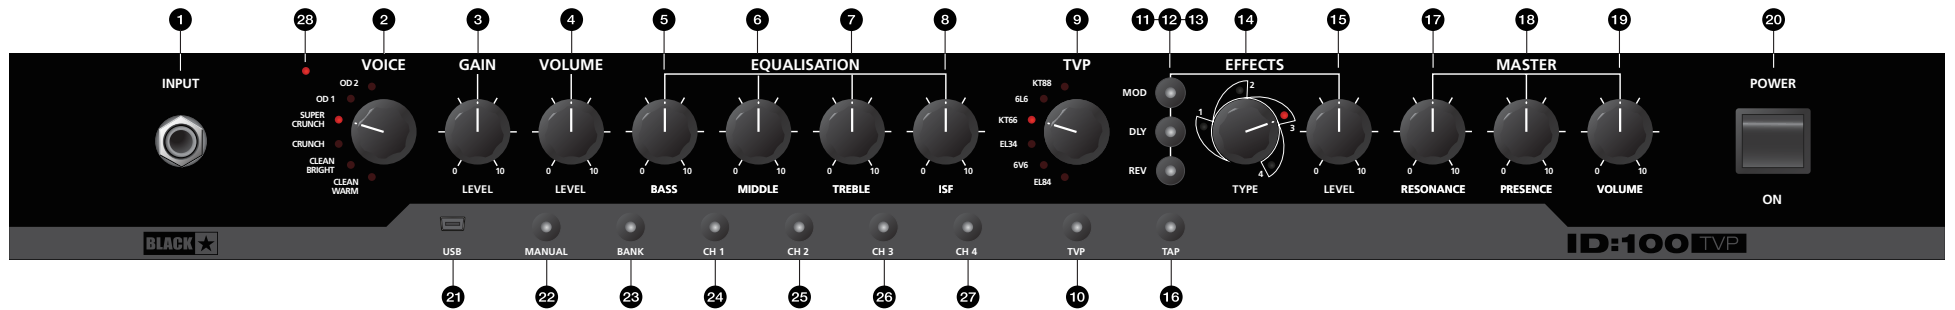 1 28 2 3 4 5 6 7 8 9 11 12 13 14 15 17 18 19 20
VOICE GAIN VOLUME EQUALISATION TVP EFFECTS MASTER
INPUT
POWER
OD 2
OD 1
SUPER
CRUNCH
CRUNCH
CLEAN
BRIGHT
CLEAN
WARM
0 10
LEVEL
0 10
LEVEL
0 10
BASS
0 10
MIDDLE
0 10
TREBLE
0 10
ISF
KT88
6L6
KT66
EL34
6V6
EL84
MOD
DLY
REV
1
2
3
4
TYPE
0 10
LEVEL
0 10
RESONANCE
0 10
PRESENCE
0 10
VOLUME
ON
BLACK★
ID:100 TVP
USB MANUAL BANK CH 1 CH 2 CH 3 CH 4 TVP TAP
21 22 23 24 25 26 27 10 16